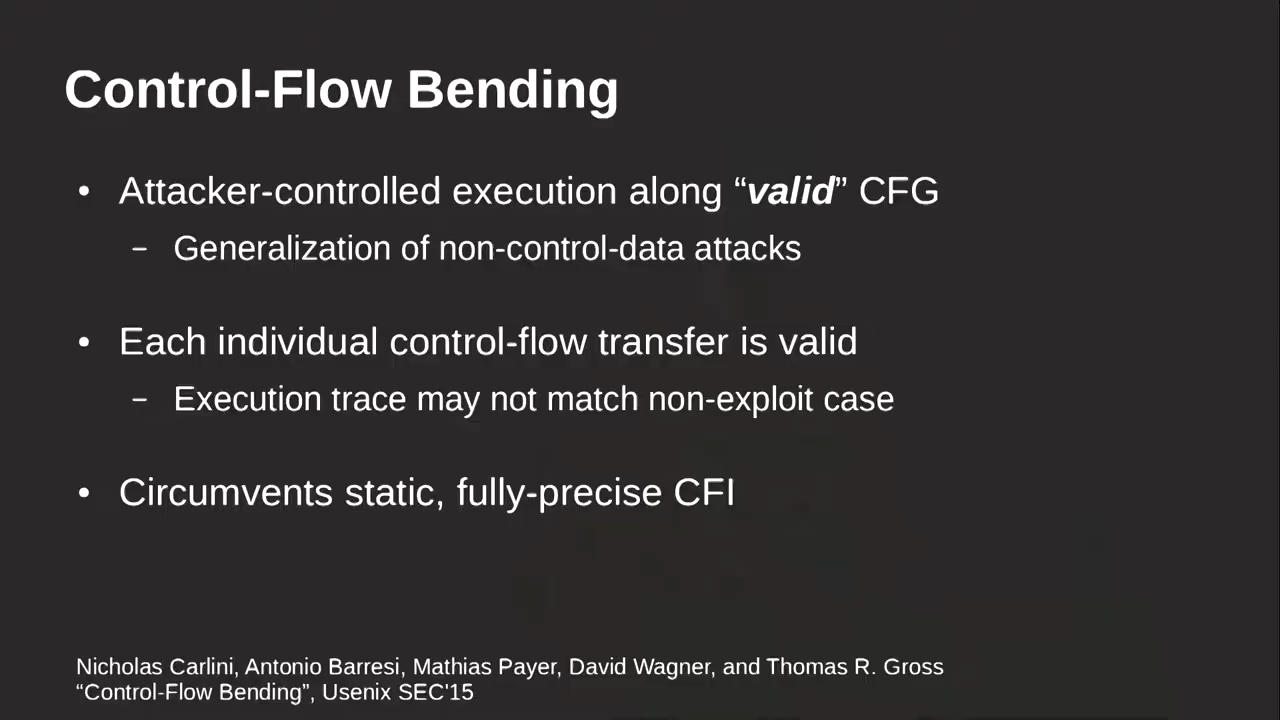 Control-Flow Bending
• Attacker-controlled execution along “valid” CFG
– Generalization of non-control-data attacks
• Each individual control-flow transfer is valid
– Execution trace may not match non-exploit case
• Circumvents static, fully-precise CFI
Nicholas Carlini, Antonio Barresi, Mathias Payer, David Wagner, and Thomas R. Gross
“Control-Flow Bending”, Usenix SEC'15